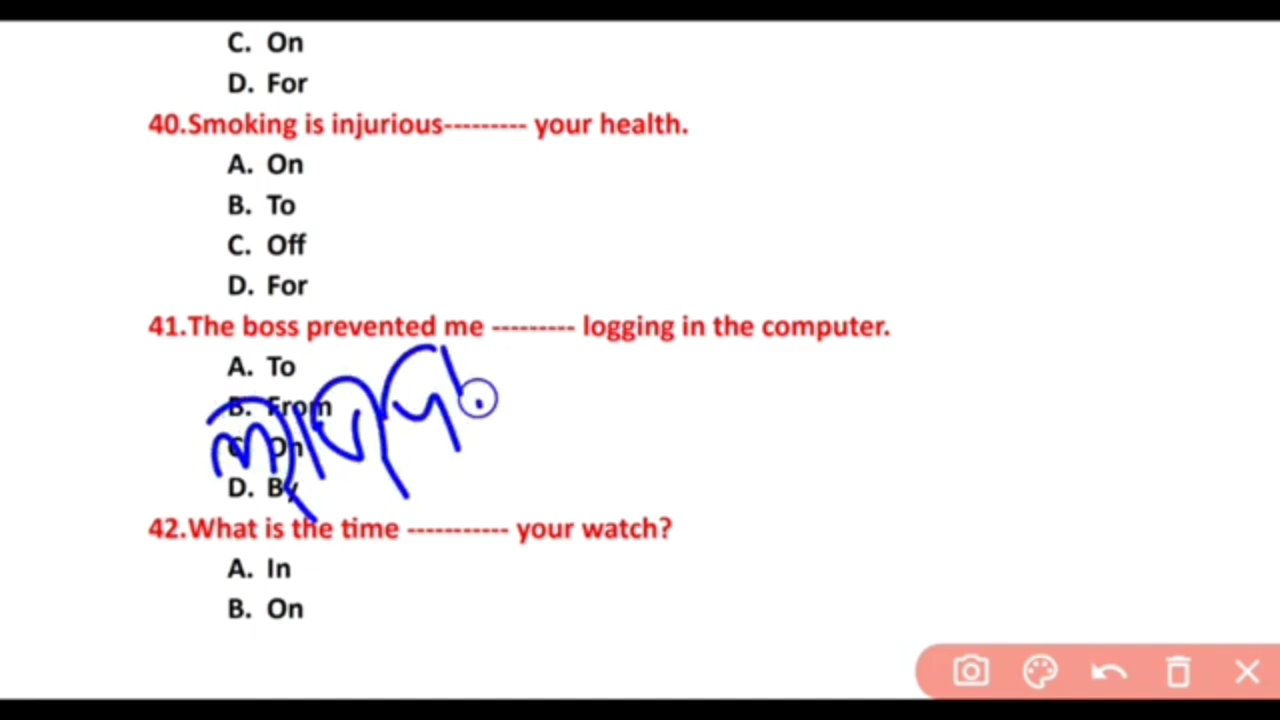 C. On
D. For
40.Smoking is injurious--------- your health.
A. On
B. To
C. Off
D. For
41.The boss prevented me --------- logging in the computer.
A. To
B. From
C. On
D. By
42.What is the time ----------- your watch?
A. In
B. On